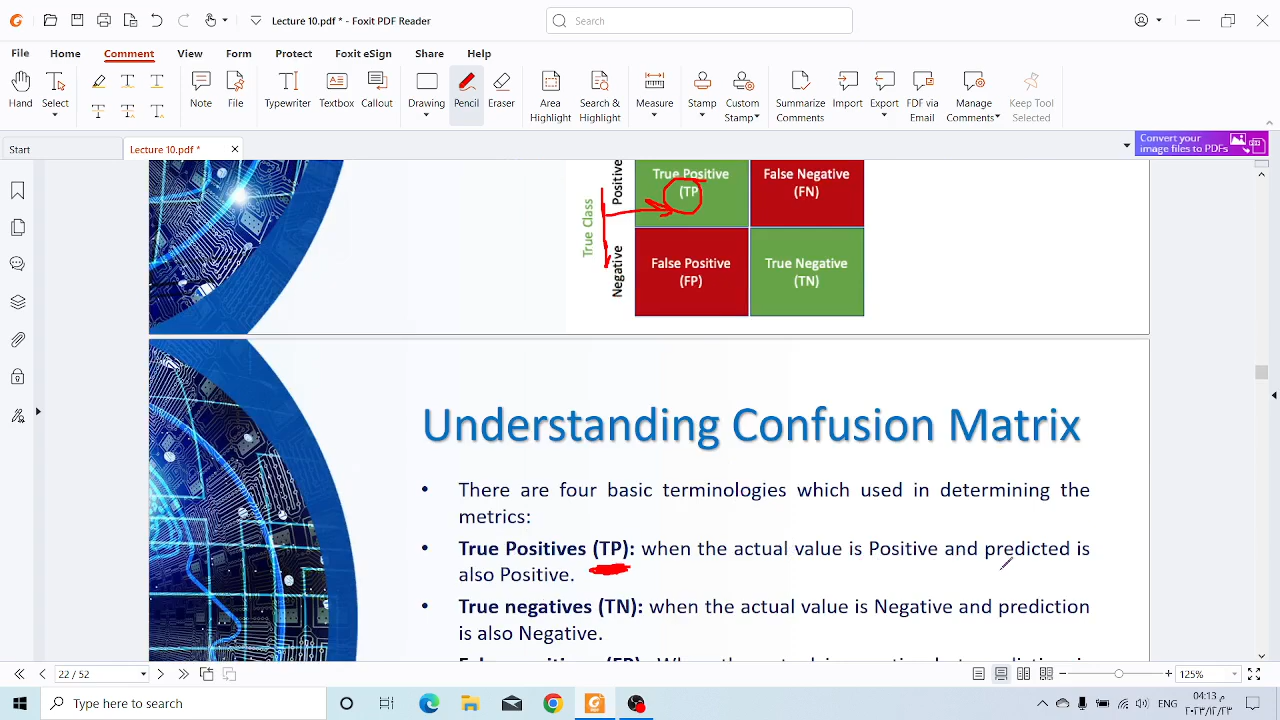 Lecture 10.pdf * - Foxit PDF Reader
Search
File Home Comment View Form Foxit Sign Share Help
Hand Select Note File Typewriter Textbox Callout Drawing Pencil Eraser Area Highlight Search & Highlight Measure Stamp Custom Stamp Summarize Comments Import Export FDF via Email Manage Comments Keep Tool Selected
Start Lecture 10.pdf *
Convert your
image files to PDFs
True Class
Positive
True Positive
(TP
False Negative
(FN)
Negative
False Positive
(FP)
True Negative
(TN)
Understanding Confusion Matrix
• There are four basic terminologies which used in determining the
metrics:
• True Positives (TP): when the actual value is Positive and predicted is
also Positive.
• True negatives (TN): when the actual value is Negative and prediction
is also Negative.
22 / 52
125%
Type here to search
ENG
04:13